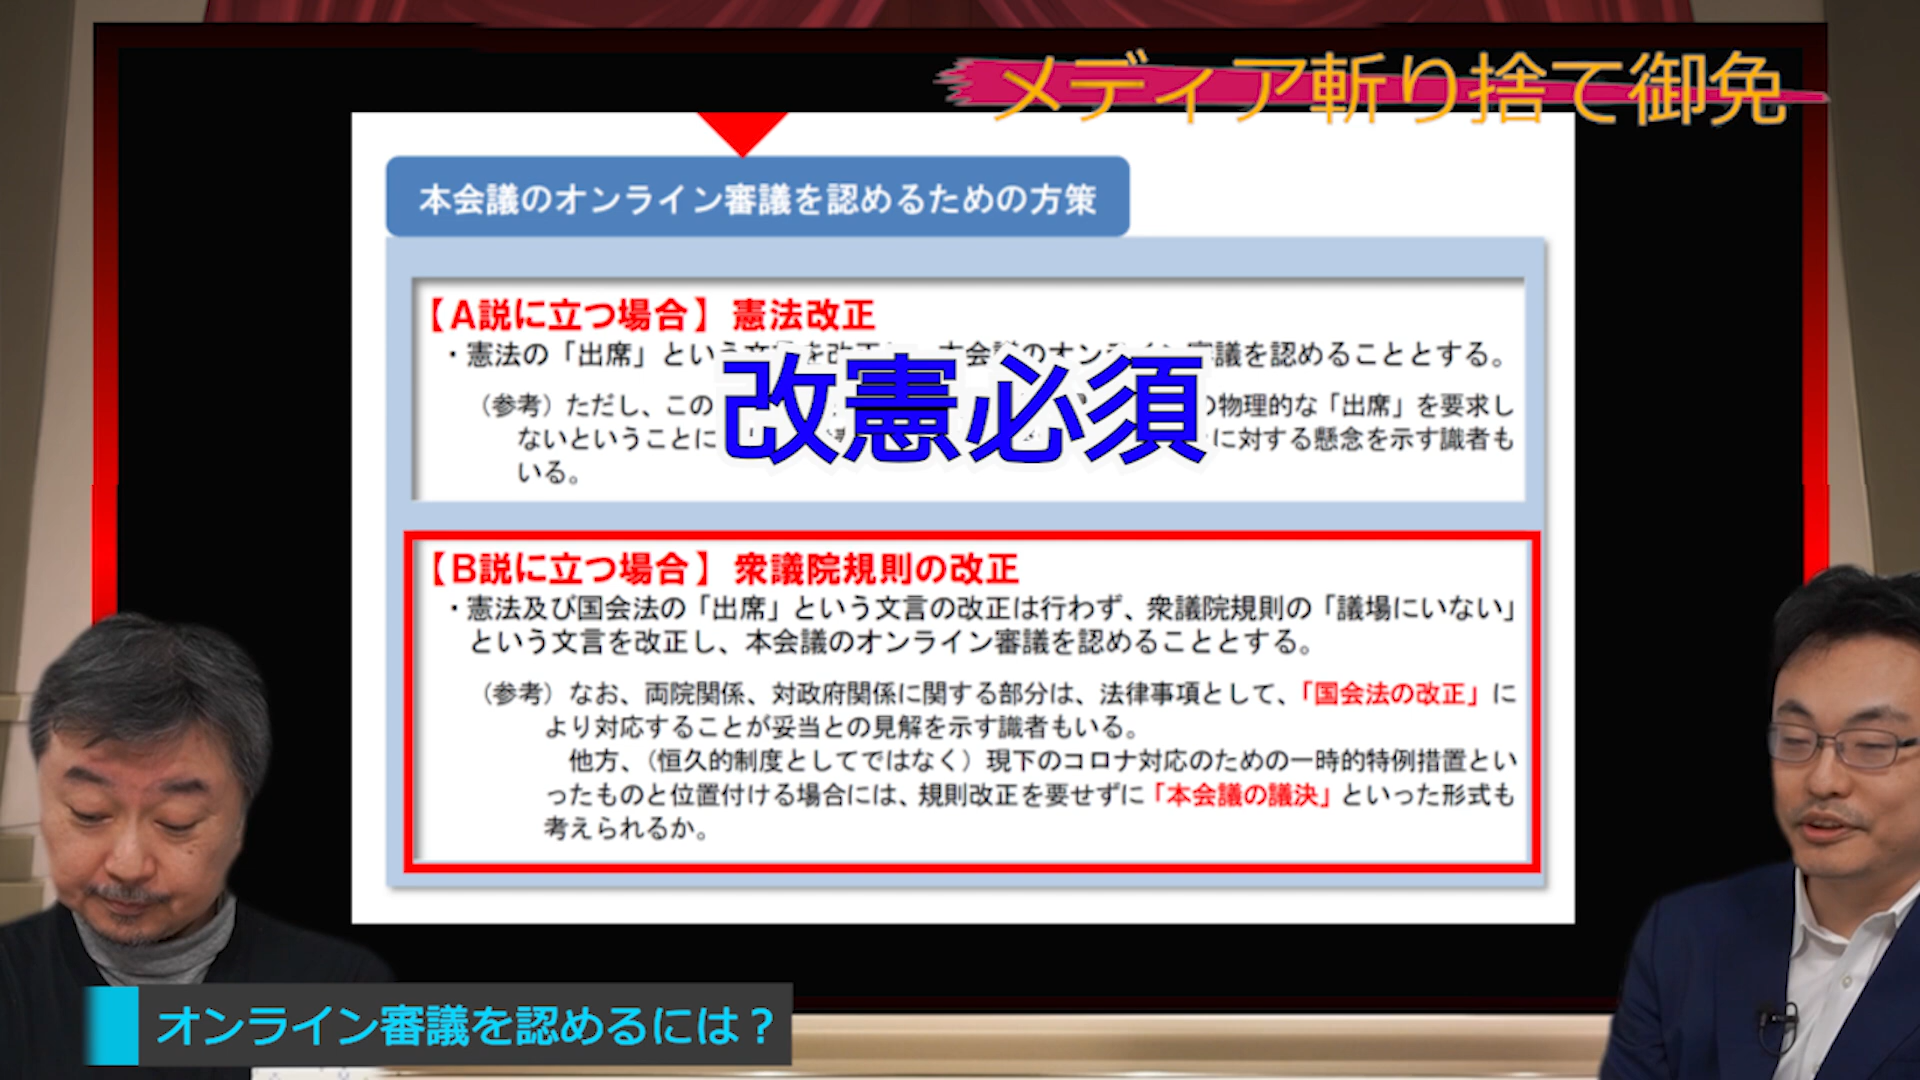 メディア斬り捨て御免
本会議のオンライン審議を認めるための方策
【A説に立つ場合】憲法改正
・憲法の「出席」という を改正 本会議のオンライン審議を認めることとする。
改憲必須
（参考）ただし、この の物理的な「出席」を要求し
ないということに に対する懸念を示す識者も
いる。
【B説に立つ場合】衆議院規則の改正
・憲法及び国会法の「出席」という文言の改正は行わず、衆議院規則の「議場にいない」
という文言を改正し、本会議のオンライン審議を認めることとする。
（参考）なお、両院関係、対政府関係に関する部分は、法律事項として、「国会法の改正」に
より対応することが妥当との見解を示す識者もいる。
他方、（恒久的制度としてではなく）現下のコロナ対応のための一時的特例措置とい
ったものと位置付ける場合には、規則改正を要せずに「本会議の議決」といった形式も
考えられるか。
オンライン審議を認めるには？